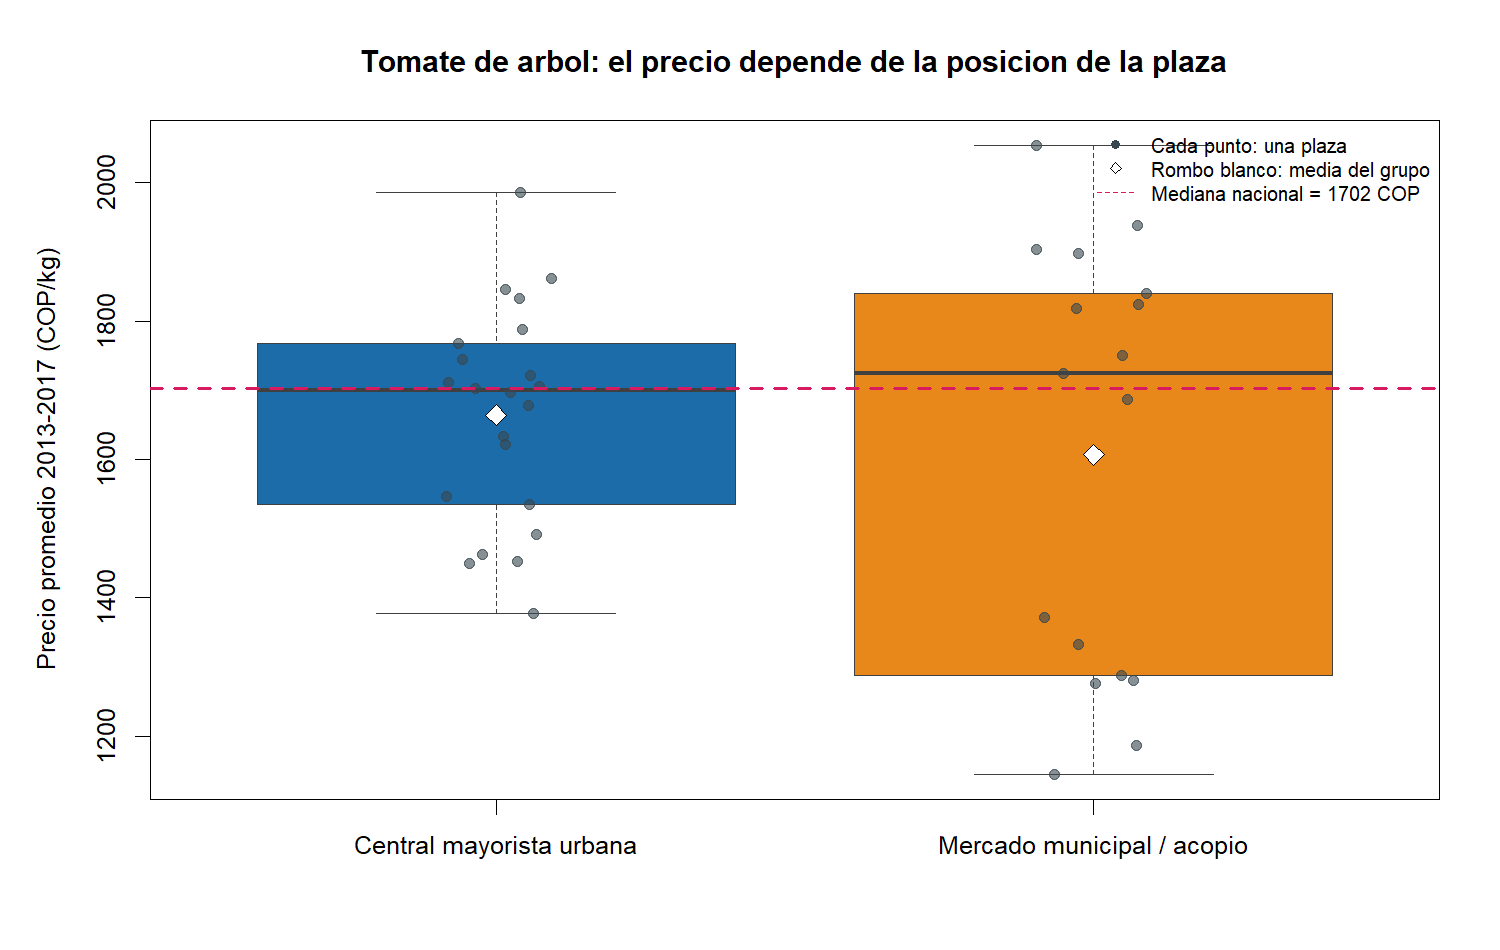 Tomate de arbol: el precio depende de la posicion de la plaza
Cada punto: una plaza
Rombo blanco: media del grupo
Mediana nacional = 1702 COP
Precio promedio 2013-2017 (COP/kg)
2000
1800
1600
1400
1200
Central mayorista urbana
Mercado municipal / acopio